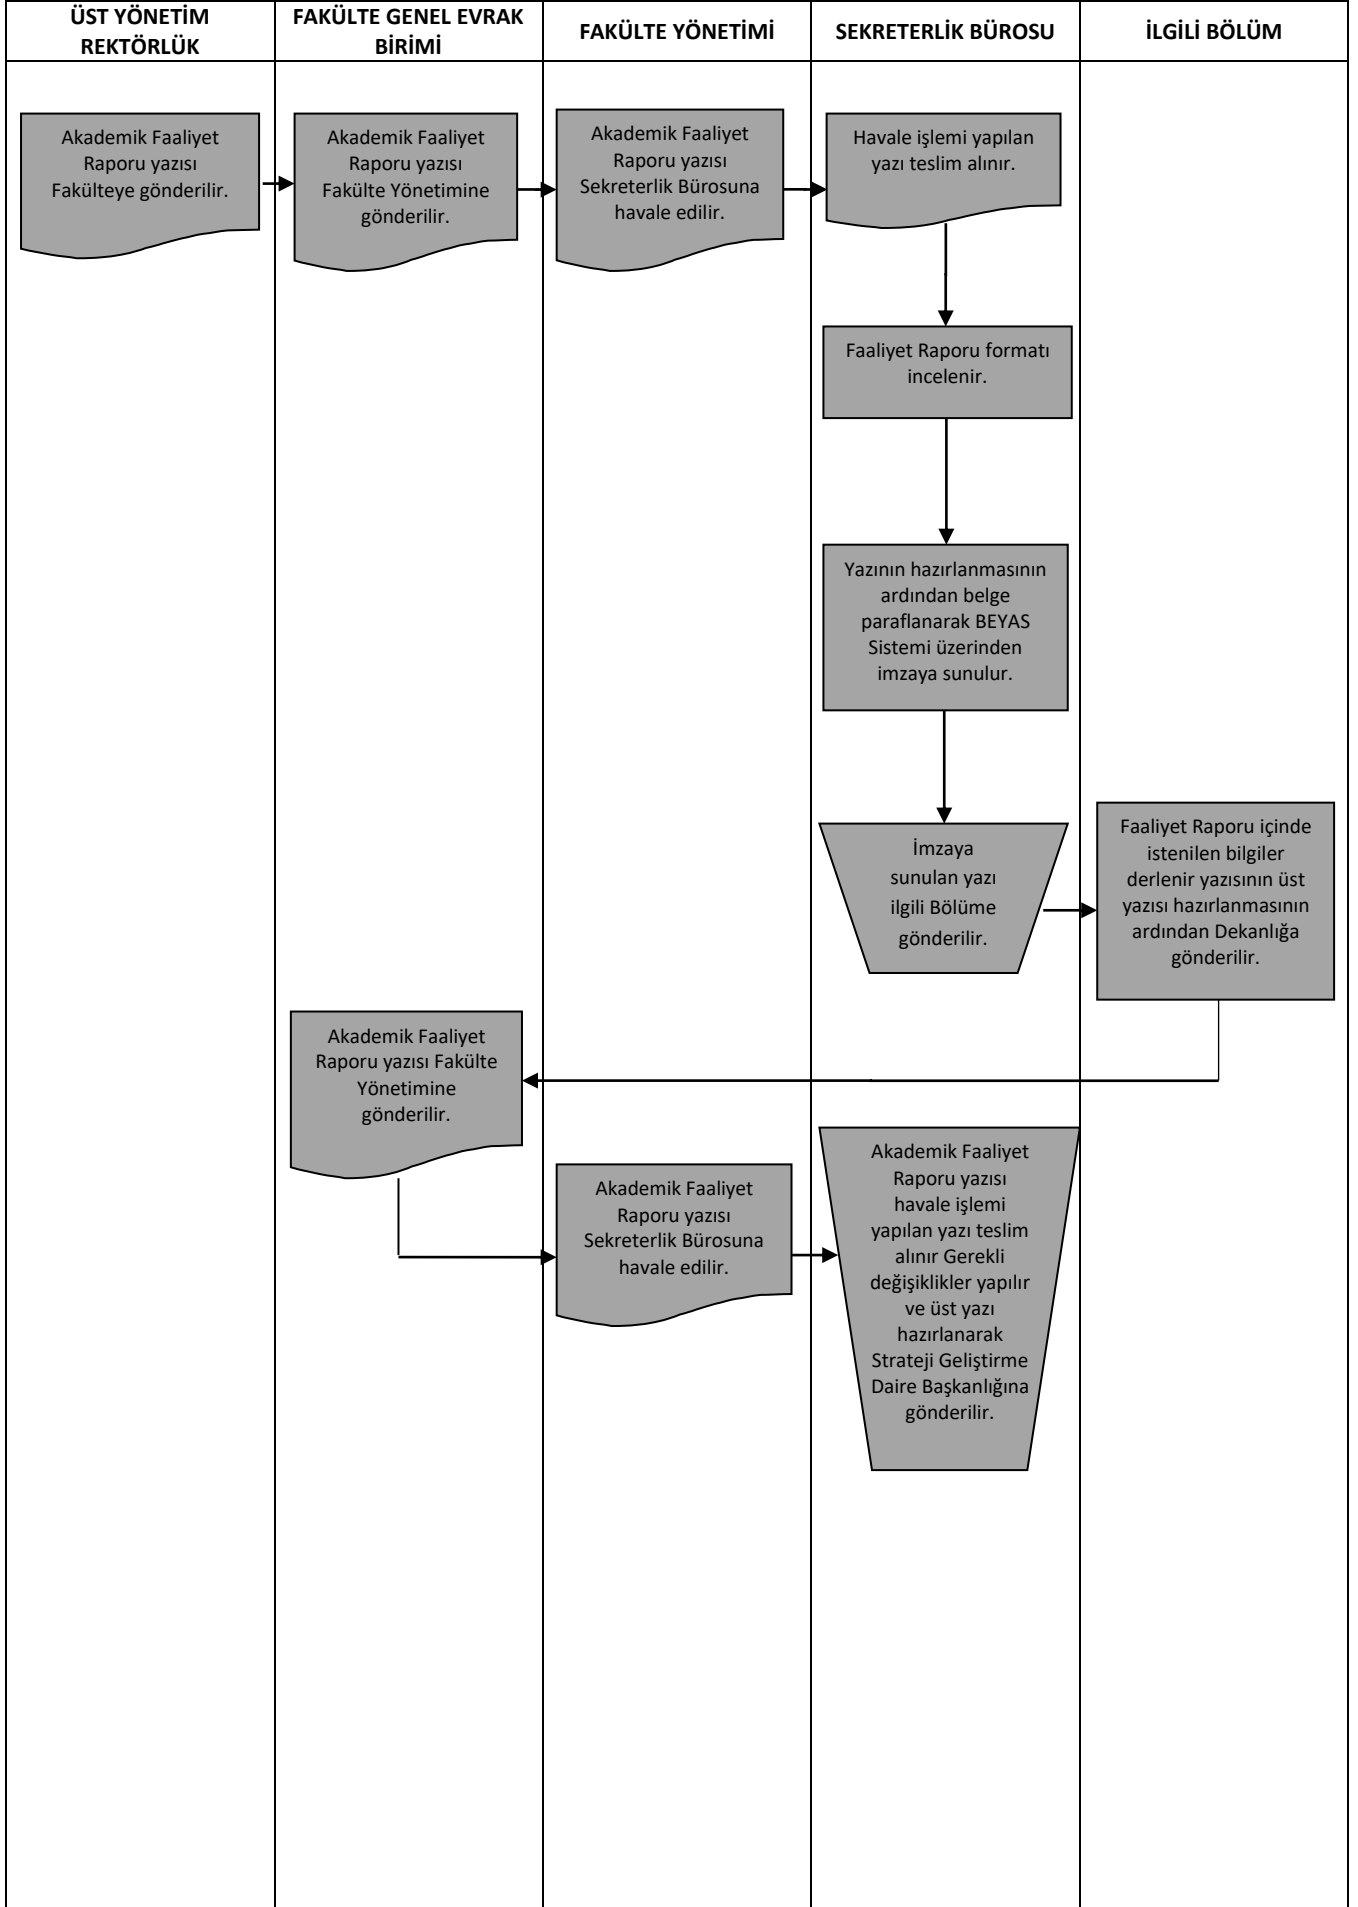 ÜST YÖNETİM
REKTÖRLÜK
FAKÜLTE GENEL EVRAK
BİRİMİ
FAKÜLTE YÖNETİMİ
SEKRETERLİK BÜROSU
İLGİLİ BÖLÜM
Akademik Faaliyet
Raporu yazısı
Fakülteye gönderilir.
Akademik Faaliyet
Raporu yazısı
Fakülte Yönetimine
gönderilir.
Akademik Faaliyet
Raporu yazısı
Sekreterlik Bürosuna
havale edilir.
Havale işlemi yapılan
yazı teslim alınır.
Faaliyet Raporu formatı
incelenir.
Yazının hazırlanmasının
ardından belge
paraflanarak BEYAS
Sistemi üzerinden
imzaya sunulur.
İmzaya
sunulan yazı
ilgili Bölüme
gönderilir.
Faaliyet Raporu içinde
istenilen bilgiler
derlenir yazısının üst
yazısı hazırlanmasının
ardından Dekanlığa
gönderilir.
Akademik Faaliyet
Raporu yazısı Fakülte
Yönetimine
gönderilir.
Akademik Faaliyet
Raporu yazısı
Sekreterlik Bürosuna
havale edilir.
Akademik Faaliyet
Raporu yazısı
havale işlemi
yapılan yazı teslim
alınır Gerekli
değişiklikler yapılır
ve üst yazı
hazırlanarak
Strateji Geliştirme
Daire Başkanlığına
gönderilir.